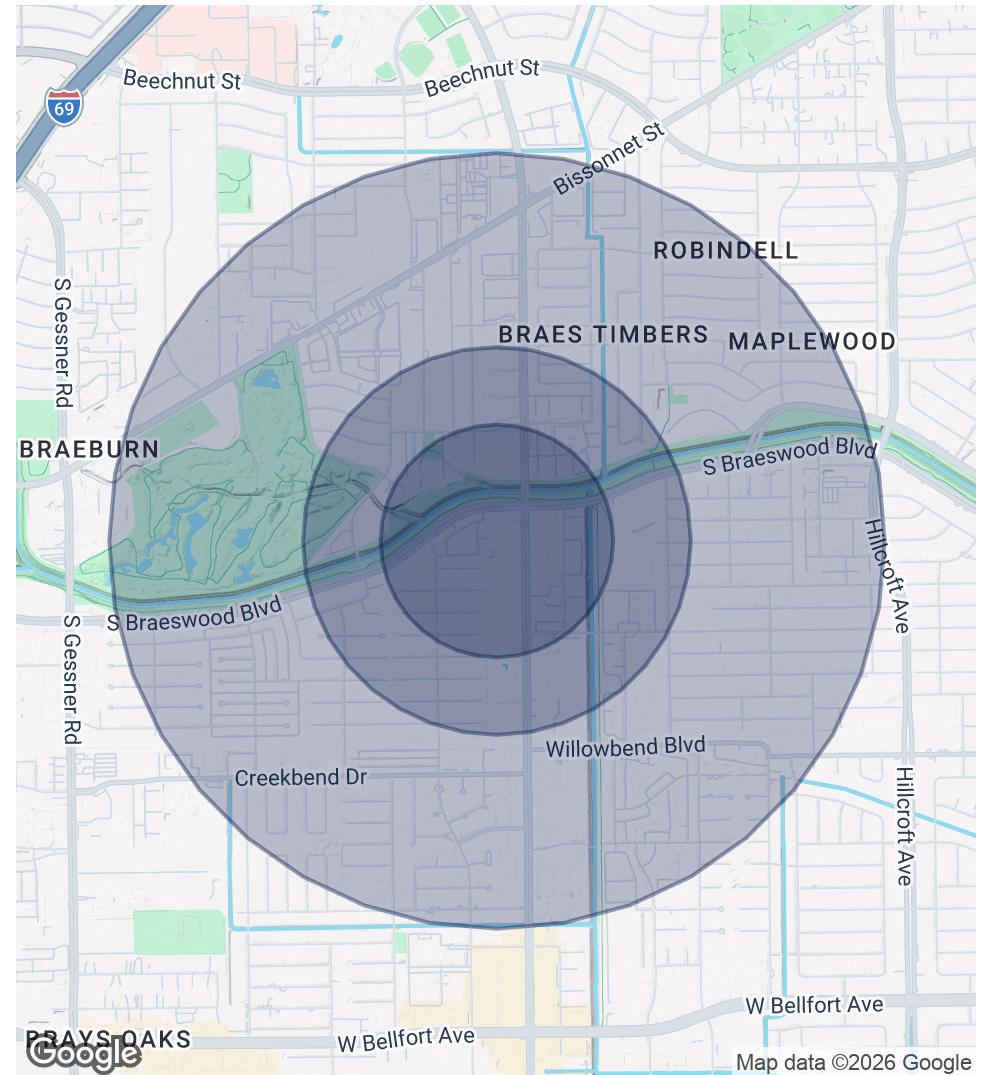 Beechnut St
Beechnut St
69
Bissonnet St
ROBINDELL
S Gessner Rd
BRAES TIMBERS
MAPLEWOOD
BRAEBURN
S Braeswood Blvd
Hillcroft Ave
S Braeswood Blvd
S Gessner Rd
Willowbend Blvd
Creekbend Dr
Hillcroft Ave
W Bellfort Ave
W Bellfort Ave
BRAYS OAKS
Google
Map data ©2026 Google